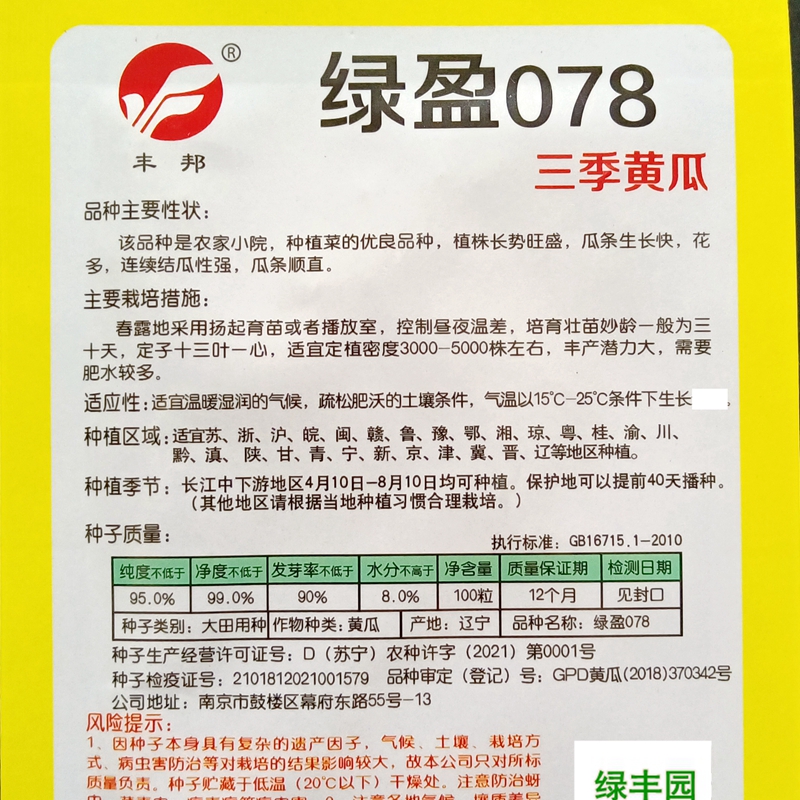 ®
丰邦
绿盈078
三季黄瓜
品种主要性状：
该品种是农家小院，种植菜的优良品种，植株长势旺盛，瓜条生长快，花
多，连续结瓜性强，瓜条顺直。
主要栽培措施：
春露地采用扬起育苗或者播放室，控制昼夜温差，培育壮苗妙龄一般为三
十天，定子十三叶一心，适宜定植密度3000-5000株左右，丰产潜力大，需要
肥水较多。
适应性：适宜温暖湿润的气候，疏松肥沃的土壤条件，气温以15℃-25℃条件下生长。
种植区域：适宜苏、浙、沪、皖、闽、赣、鲁、豫、鄂、湘、琼、粤、桂、渝、川、
黔、滇、陕、甘、青、宁、新、京、津、冀、晋、辽等地区种植。
种植季节：长江中下游地区4月10日-8月10日均可种植。保护地可以提前40天播种。
（其他地区请根据当地种植习惯合理栽培。）
种子质量：
执行标准：GB16715.1-2010
纯度不低于 净度不低于 发芽率不低于 水分不高于 净含量 质量保证期 检测日期
95.0% 99.0% 90% 8.0% 100粒 12个月 见封口
种子类别：大田用种 作物种类：黄瓜 产地：辽宁 品种名称：绿盈078
种子生产经营许可证号：D（苏宁）农种许字（2021）第0001号
种子检疫证号：2101812021001579 品种审定（登记）号：GPD黄瓜(2018)370342号
公司地址：南京市鼓楼区幕府东路55号-13
风险提示：
1、因种子本身具有复杂的遗产因子，气候、土壤、栽培方
式、病虫害防治等对栽培的结果影响较大，故本公司只对所标
质量负责。种子贮藏于低温（20℃以下）干燥处。注意防治蚜
绿丰园